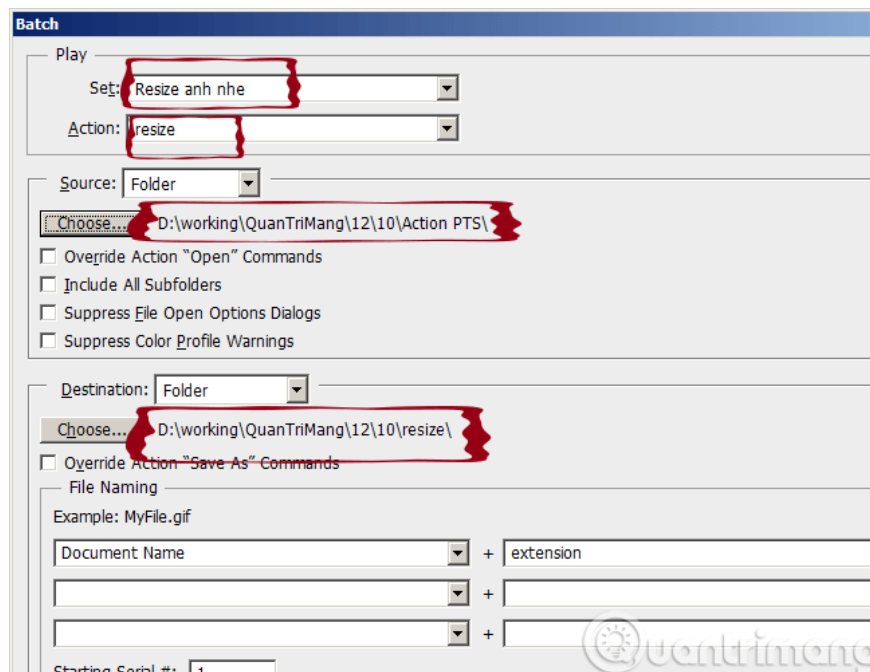 Batch
Play
Set: Resize anh nhe
Action: resize
Source: Folder
Choose... D:\working\QuanTriMang\12\10\Action PTS\
Override Action “Open” Commands
Include All Subfolders
Suppress File Open Options Dialogs
Suppress Color Profile Warnings
Destination: Folder
Choose... D:\working\QuanTriMang\12\10\resize\
Override Action “Save As” Commands
File Naming
Example: MyFile.gif
Document Name + extension
+
+
Starting Serial #: 1
Quantrimang